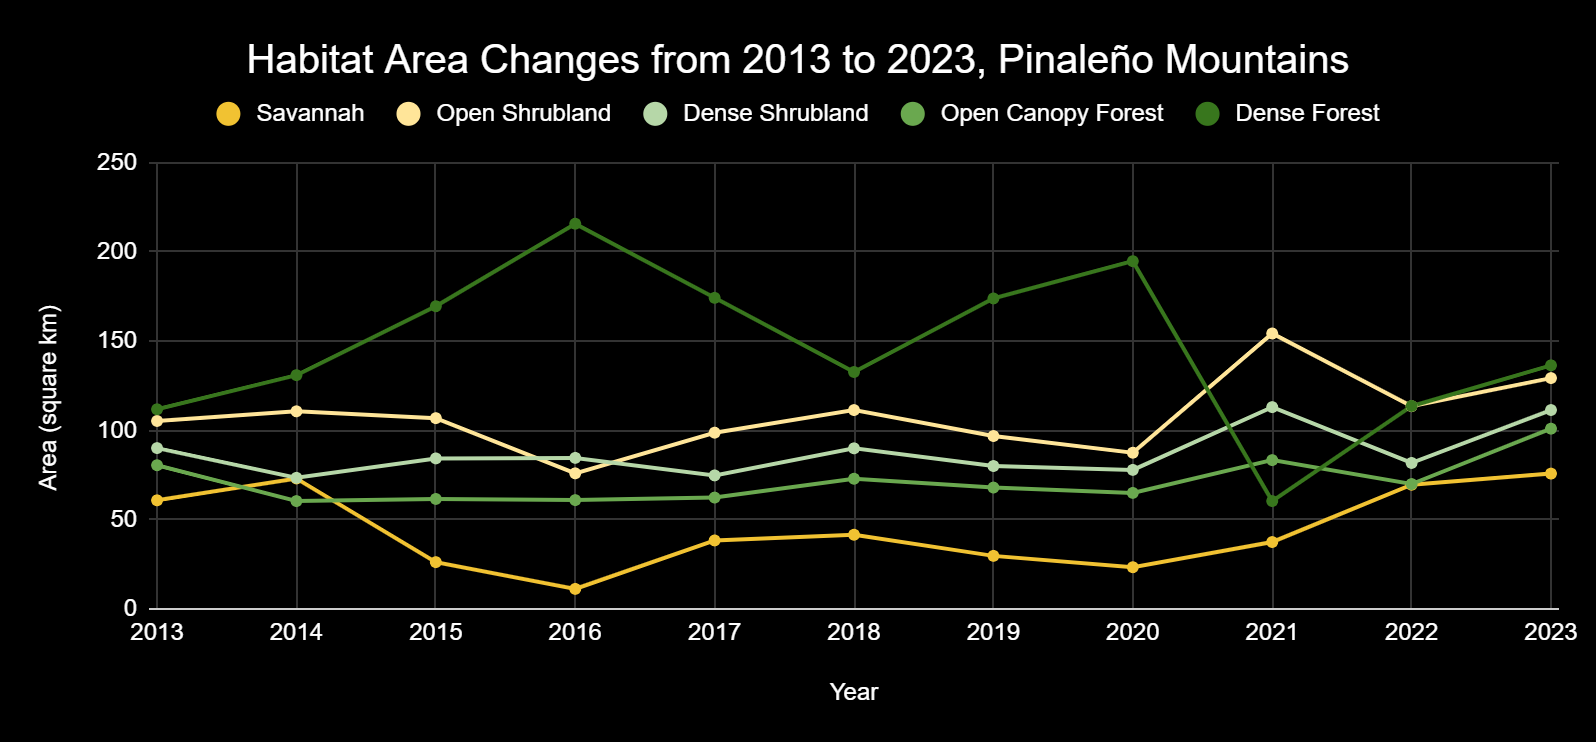 Habitat Area Changes from 2013 to 2023, Pinaleño Mountains
Savannah Open Shrubland Dense Shrubland Open Canopy Forest Dense Forest
250
200
150
100
50
0
Area (square km)
2013 2014 2015 2016 2017 2018 2019 2020 2021 2022 2023
Year